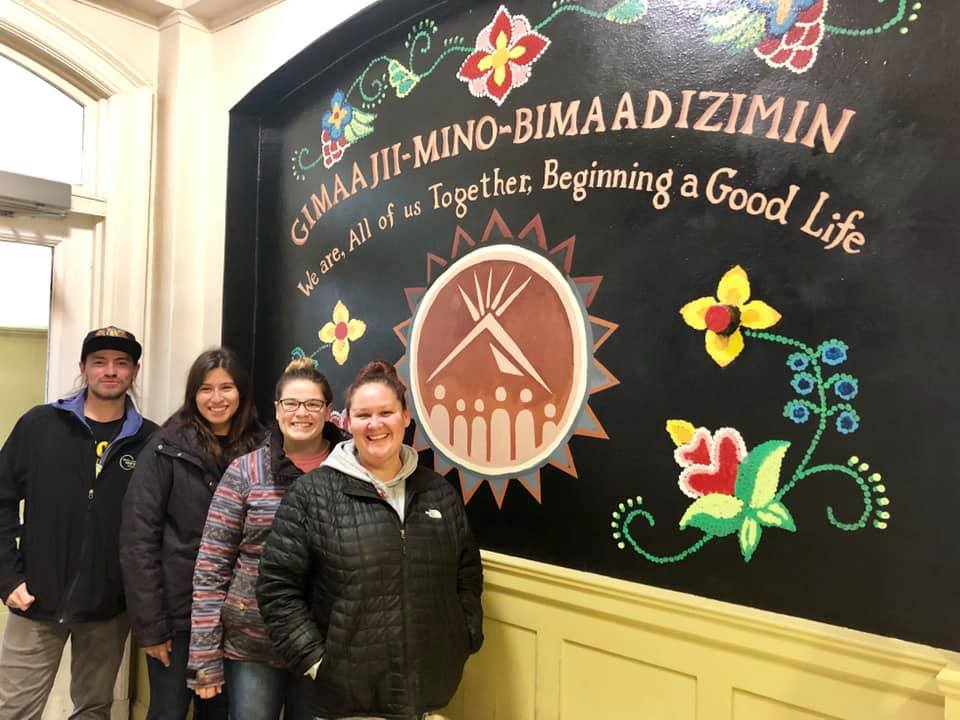 GIMAAJII-MINO-BIMAADIZIMIN
We are, All of us Together, Beginning a Good Life